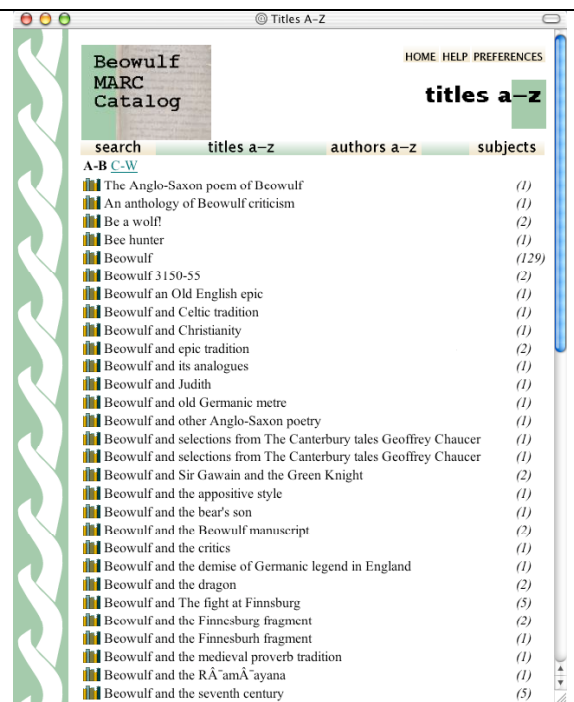 @ Titles A-Z
Beowulf
MARC
Catalog
HOME HELP PREFERENCES
titles a–z
search titles a–z authors a–z subjects
A-B C-W
The Anglo-Saxon poem of Beowulf (1)
An anthology of Beowulf criticism (1)
Be a wolf! (2)
Bee hunter (1)
Beowulf (129)
Beowulf 3150-55 (2)
Beowulf an Old English epic (1)
Beowulf and Celtic tradition (1)
Beowulf and Christianity (1)
Beowulf and epic tradition (2)
Beowulf and its analogues (1)
Beowulf and Judith (1)
Beowulf and old Germanic metre (1)
Beowulf and other Anglo-Saxon poetry (1)
Beowulf and selections from The Canterbury tales Geoffrey Chaucer (1)
Beowulf and selections from The Canterbury tales Geoffrey Chaucer (1)
Beowulf and Sir Gawain and the Green Knight (2)
Beowulf and the appositive style (1)
Beowulf and the bear's son (1)
Beowulf and the Beowulf manuscript (2)
Beowulf and the critics (1)
Beowulf and the demise of Germanic legend in England (1)
Beowulf and the dragon (2)
Beowulf and The fight at Finnsburg (5)
Beowulf and the Finnesburg fragment (2)
Beowulf and the Finnesburh fragment (1)
Beowulf and the medieval proverb tradition (1)
Beowulf and the RÂ¯amÂ¯ayana (1)
Beowulf and the seventh century (5)